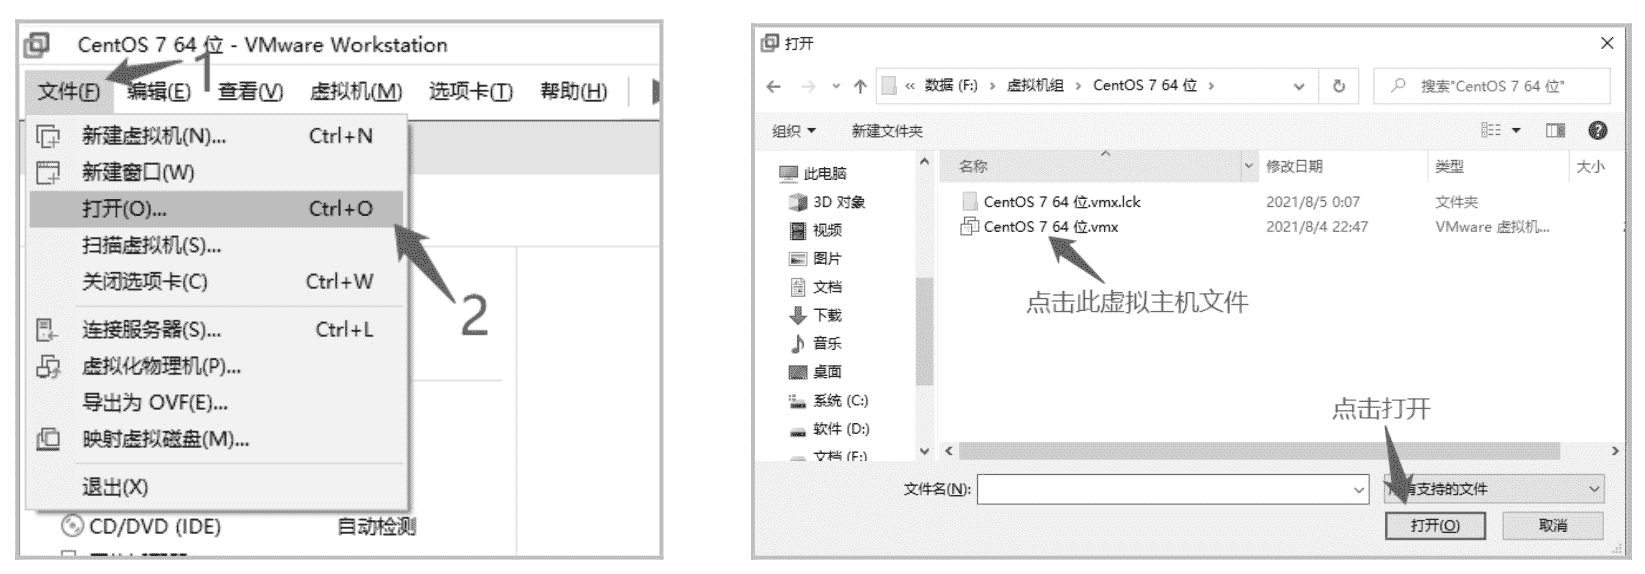 CentOS 7 64 位 - VMware Workstation
1
文件(F) 编辑(E) 查看(V) 虚拟机(M) 选项卡(T) 帮助(H)
新建虚拟机(N)... Ctrl+N
新建窗口(W)
打开(O)... Ctrl+O
扫描虚拟机(S)...
关闭选项卡(C) Ctrl+W
2
连接服务器(S)... Ctrl+L
虚拟化物理机(P)...
导出为 OVF(E)...
映射虚拟磁盘(M)...
退出(X)
CD/DVD (IDE) 自动检测
打开
« 数据 (F:) › 虚拟机组 › CentOS 7 64 位 ›
搜索"CentOS 7 64 位"
组织 新建文件夹
名称 修改日期 类型 大小
此电脑
3D 对象
视频
图片
文档
下载
音乐
桌面
系统 (C:)
软件 (D:)
文档 (E:)
CentOS 7 64 位.vmx.lck 2021/8/5 0:07 文件夹
CentOS 7 64 位.vmx 2021/8/4 22:47 VMware 虚拟机...
点击此虚拟主机文件
点击打开
文件名(N): 有支持的文件
打开(O) 取消